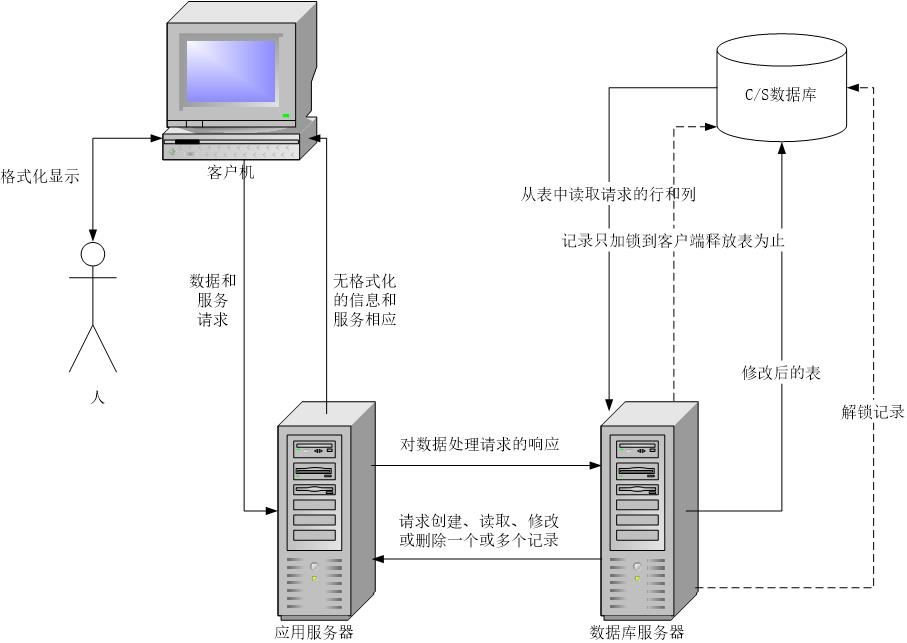 C/S数据库
客户机
格式化显示
从表中读取请求的行和列
记录只加锁到客户端释放表为止
数据和
服务
请求
无格式化
的信息和
服务相应
修改后的表
人
解锁记录
对数据处理请求的响应
请求创建、读取、修改
或删除一个或多个记录
应用服务器
数据库服务器